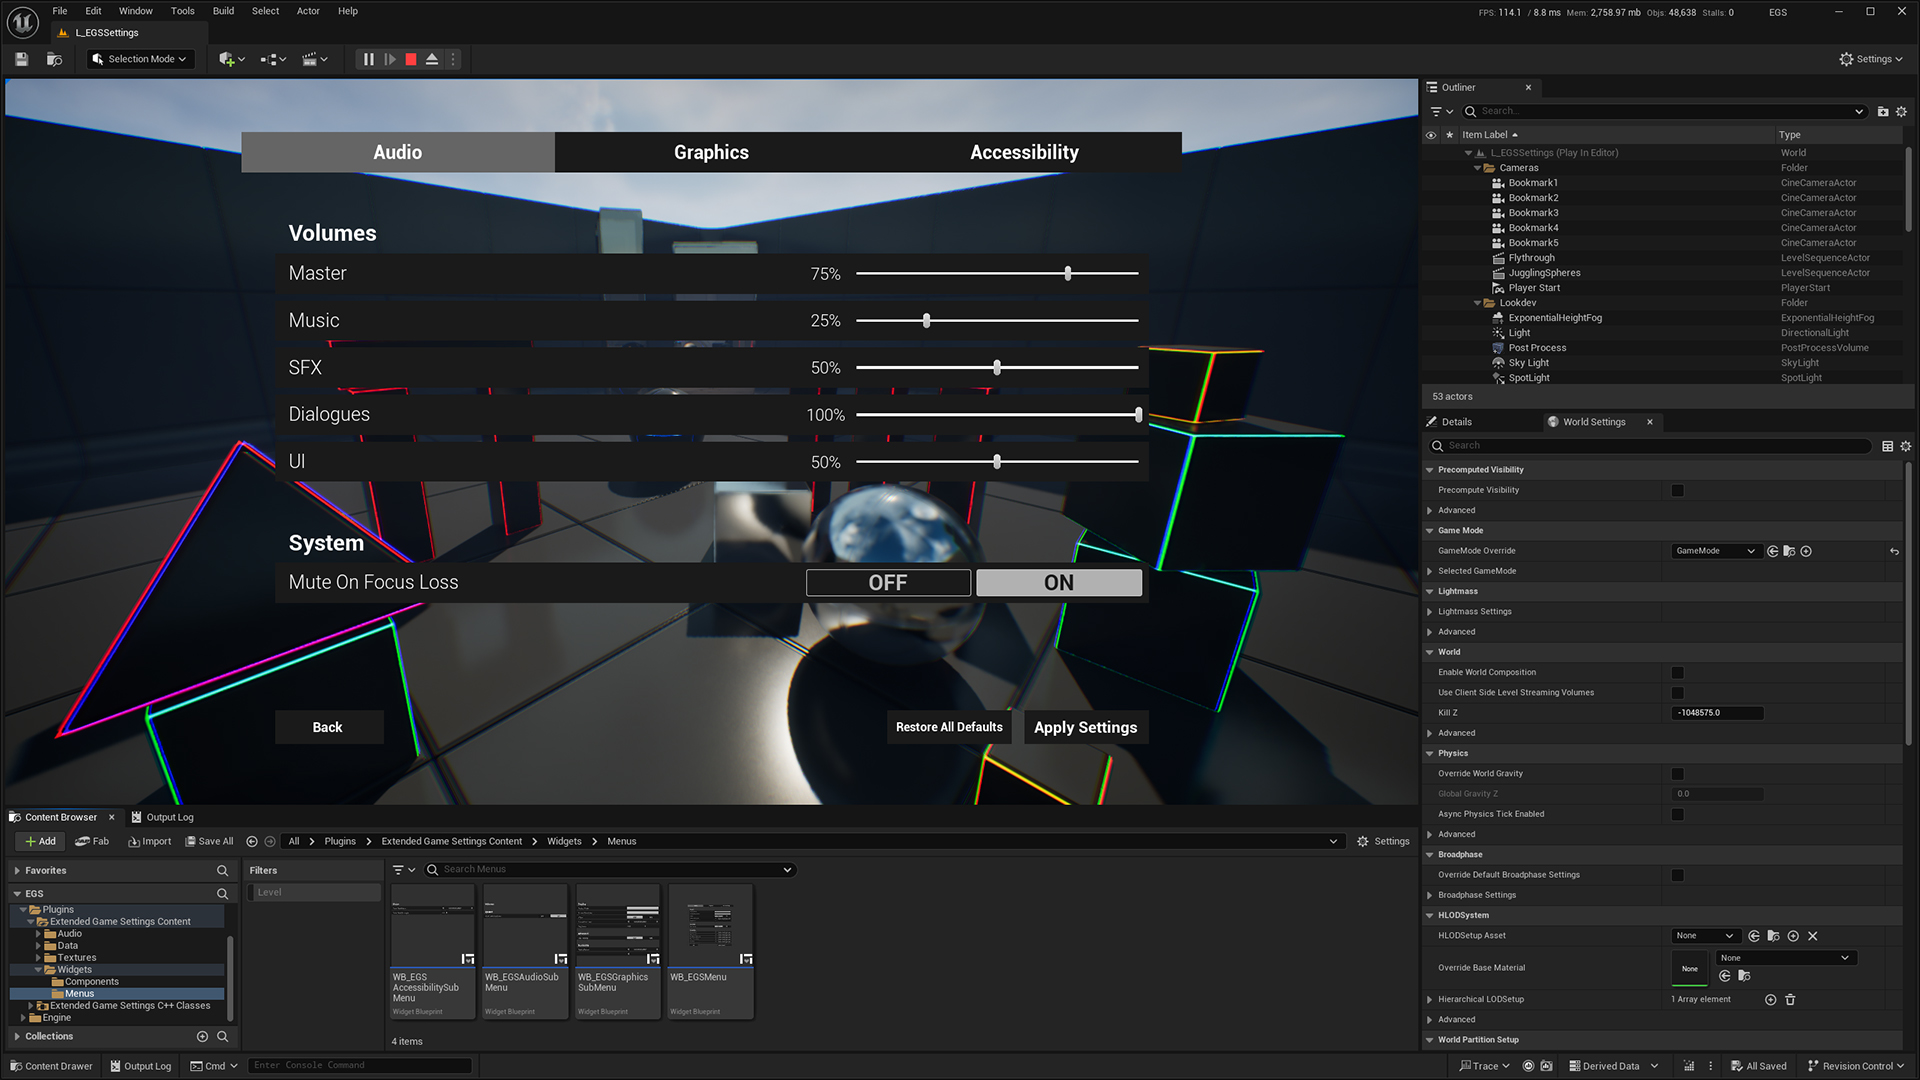 File Edit Window Tools Build Select Actor Help
FPS: 114.1 / 8.8 ms Mem: 2,758.97 mb Objs: 48,638 Stalls: 0 EGS
L_EGSSettings
Selection Mode
Settings
Audio Graphics Accessibility
Volumes
Master 75%
Music 25%
SFX 50%
Dialogues 100%
UI 50%
System
Mute On Focus Loss OFF ON
Back Restore All Defaults Apply Settings
Outliner
Search...
Item Label Type
L_EGSSettings (Play In Editor) World
Cameras Folder
Bookmark1 CineCameraActor
Bookmark2 CineCameraActor
Bookmark3 CineCameraActor
Bookmark4 CineCameraActor
Bookmark5 CineCameraActor
Flythrough LevelSequenceActor
JugglingSpheres LevelSequenceActor
Player Start PlayerStart
Lookdev Folder
ExponentialHeightFog ExponentialHeightFog
Light DirectionalLight
Post Process PostProcessVolume
Sky Light SkyLight
SpotLight SpotLight
53 actors
Details World Settings
Search
Precomputed Visibility
Precompute Visibility
Advanced
Game Mode
GameMode Override GameMode
Selected GameMode
Lightmass
Lightmass Settings
Advanced
World
Enable World Composition
Use Client Side Level Streaming Volumes
Kill Z -1048575.0
Advanced
Physics
Override World Gravity
Global Gravity Z 0.0
Async Physics Tick Enabled
Advanced
Broadphase
Override Default Broadphase Settings
Broadphase Settings
HLODSystem
HLODSetup Asset None
Override Base Material None None
Hierarchical LODSetup 1 Array element
Advanced
World Partition Setup
Content Browser Output Log
Add Fab Import Save All All Plugins Extended Game Settings Content Widgets Menus Settings
Favorites
EGS
Plugins
Extended Game Settings Content
Audio
Data
Textures
Widgets
Components
Menus
Extended Game Settings C++ Classes
Engine
Collections
Filters
Level
Search Menus
WB_EGS
AccessibilitySub
Menu
Widget Blueprint
WB_EGSAudioSub
Menu
Widget Blueprint
WB_EGSGraphics
SubMenu
Widget Blueprint
WB_EGSMenu
Widget Blueprint
4 items
Content Drawer Output Log Cmd Enter Console Command
Trace Derived Data All Saved Revision Control